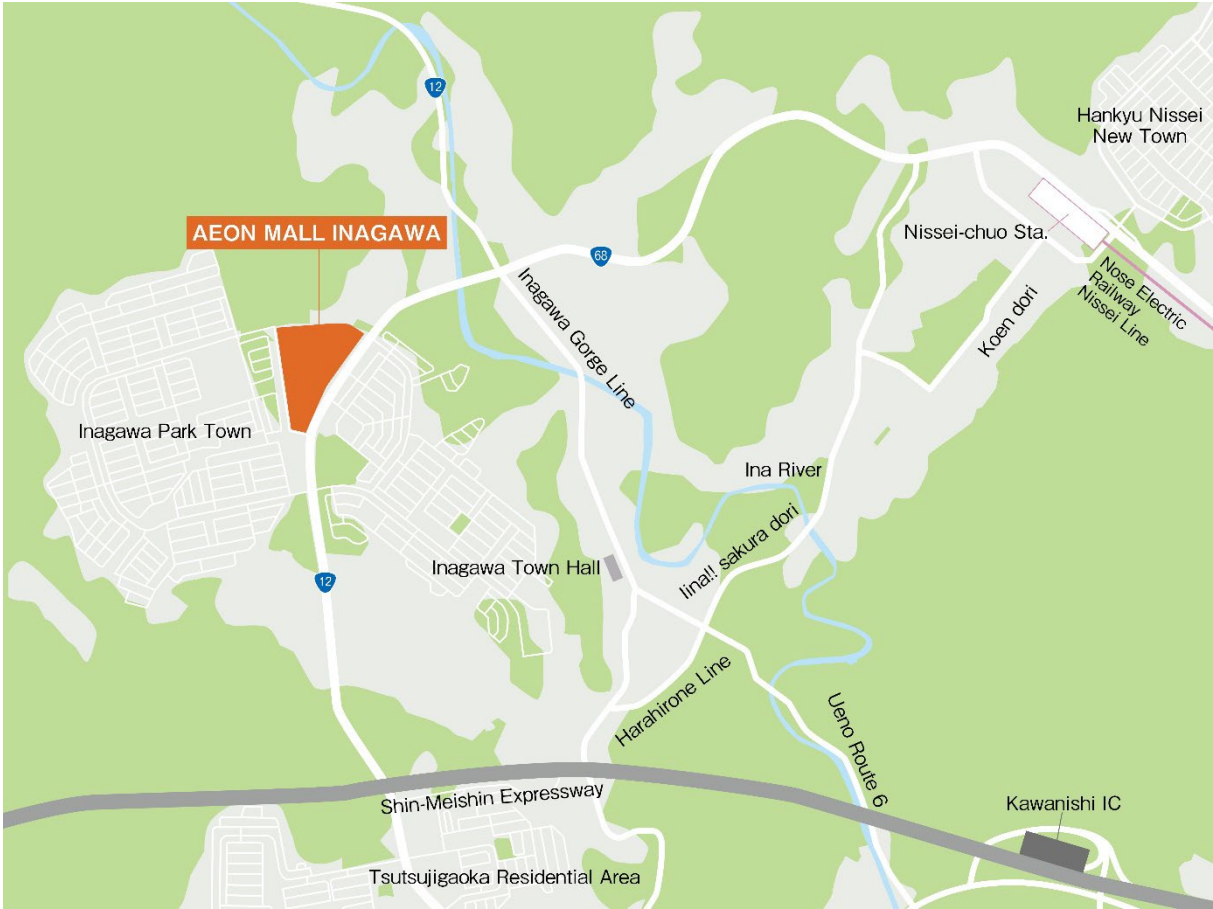 12
Hankyu Nissei
New Town
AEON MALL INAGAWA
Nissei-chuo Sta.
68
Nose Electric
Railway
Nissei Line
Inagawa Gorge Line
Koen dori
Inagawa Park Town
Ina River
Iina!! sakura dori
Inagawa Town Hall
12
Harahirone Line
Ueno Route 6
Shin-Meishin Expressway
Kawanishi IC
Tsutsujigaoka Residential Area